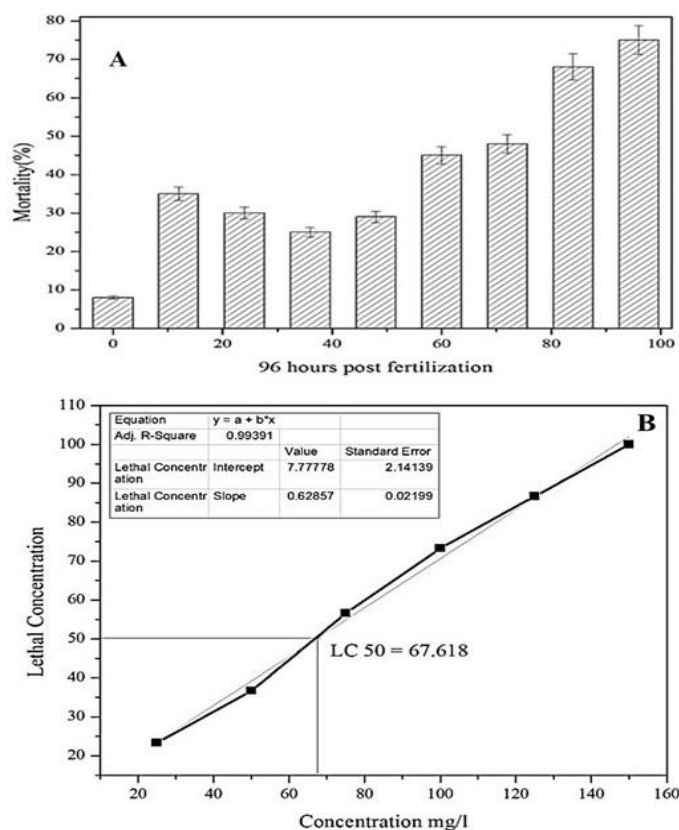 A
80
70
60
50
40
30
20
10
0
Mortality(%)
0 20 40 60 80 100
96 hours post fertilization
B
110
100
90
80
70
60
50
40
30
20
Lethal Concentration
Equation y = a + b*x
Adj. R-Square 0.99391
Value Standard Error
Lethal Concentr
ation Intercept 7.77778 2.14139
Lethal Concentr
ation Slope 0.62857 0.02199
LC 50 = 67.618
20 40 60 80 100 120 140 160
Concentration mg/l